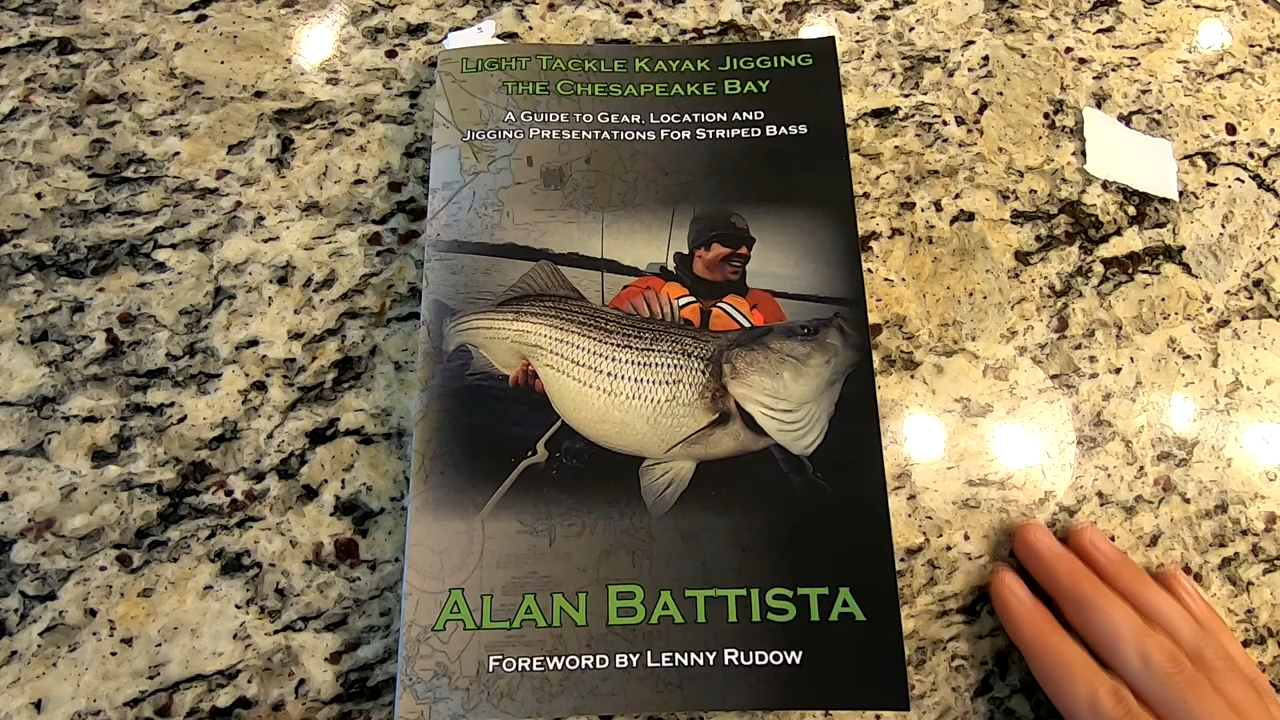 LIGHT TACKLE KAYAK JIGGING
THE CHESAPEAKE BAY
A GUIDE TO GEAR, LOCATION AND
JIGGING PRESENTATIONS FOR STRIPED BASS
ALAN BATTISTA
FOREWORD BY LENNY RUDOW